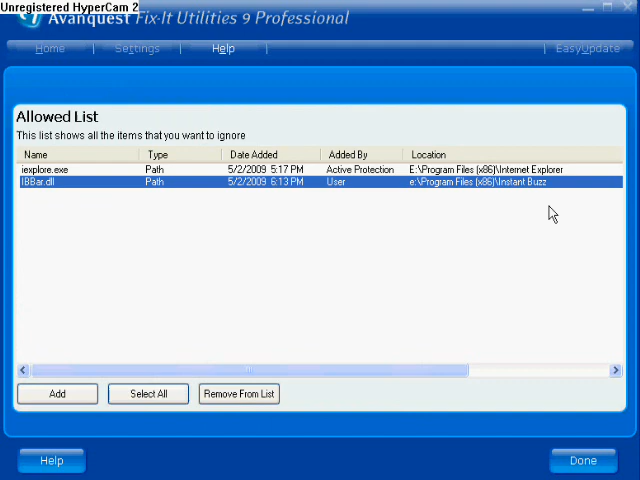 Unregistered HyperCam 2
Avanquest Fix-It Utilities 9 Professional
Home | Settings | Help | | EasyUpdate
Allowed List
This list shows all the items that you want to ignore
Name Type Date Added Added By Location
iexplore.exe Path 5/2/2009 5:17 PM Active Protection E:\Program Files (x86)\Internet Explorer
IBBar.dll Path 5/2/2009 6:13 PM User e:\Program Files (x86)\Instant Buzz
Add Select All Remove From List
Help Done